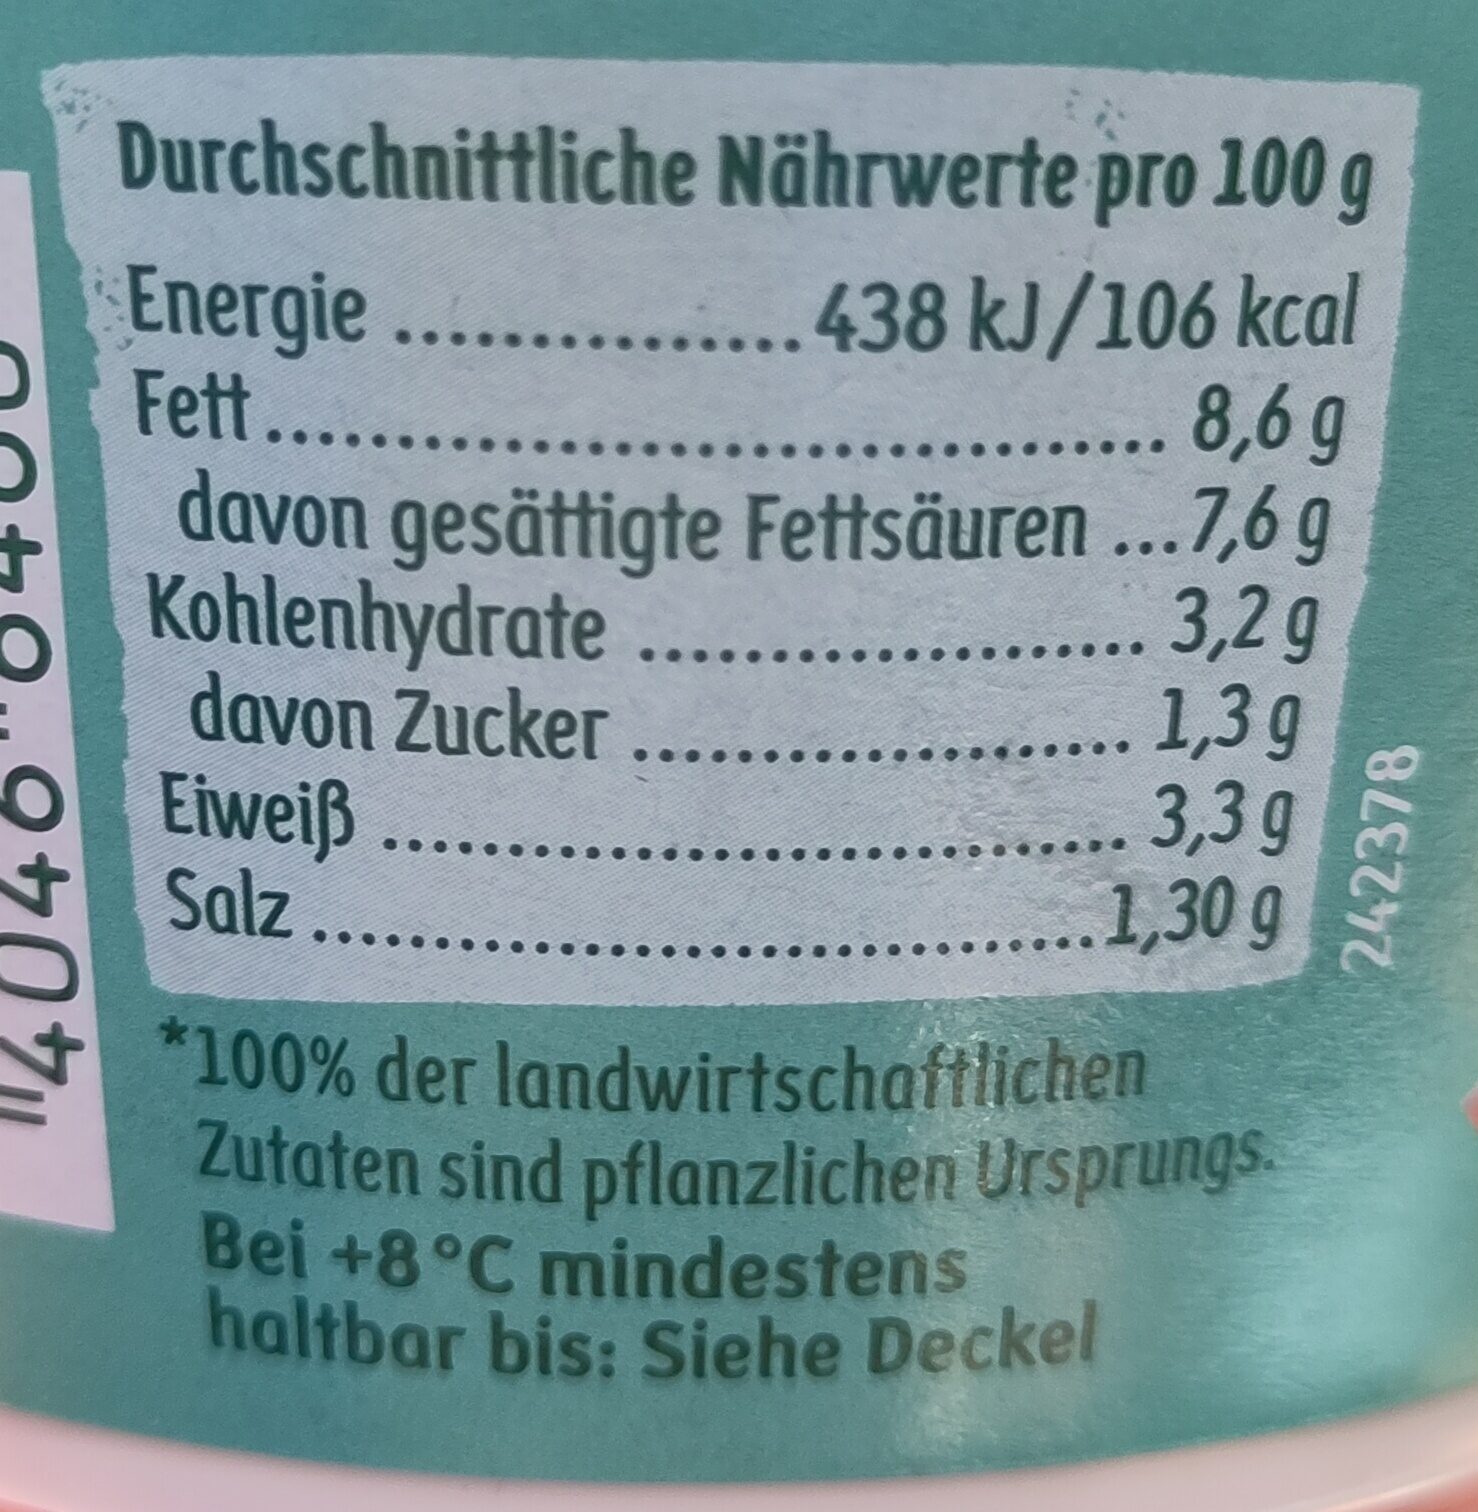 Durchschnittliche Nährwerte pro 100 g
Energie ............... 438 kJ/106 kcal
Fett .................................. 8,6 g
davon gesättigte Fettsäuren ...7,6 g
Kohlenhydrate ................... 3,2 g
davon Zucker ................... 1,3 g
Eiweiß ............................ 3,3 g
Salz ..............................1,30 g
*100% der landwirtschaftlichen
Zutaten sind pflanzlichen Ursprungs.
Bei +8°C mindestens
haltbar bis: Siehe Deckel
242378